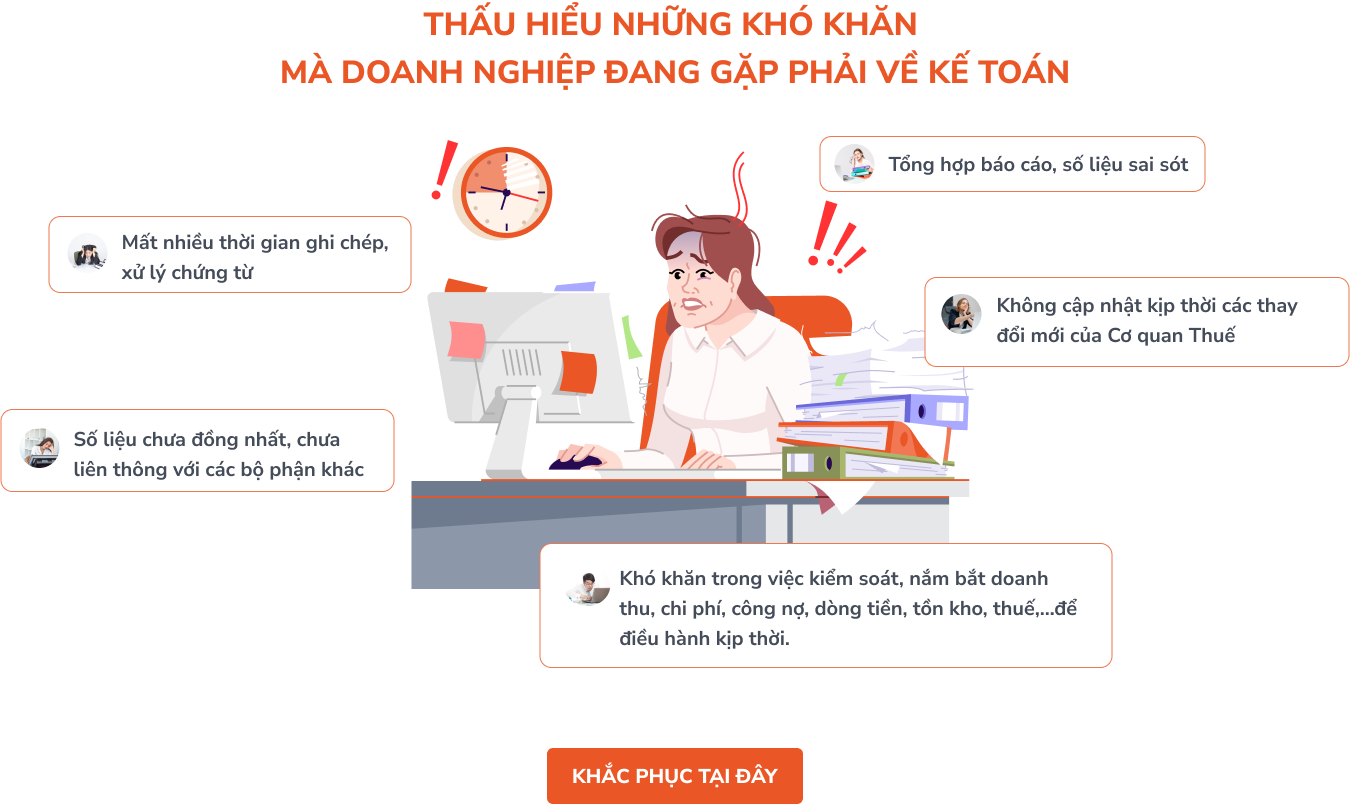 THẤU HIỂU NHỮNG KHÓ KHĂN
MÀ DOANH NGHIỆP ĐANG GẶP PHẢI VỀ KẾ TOÁN
Tổng hợp báo cáo, số liệu sai sót
Mất nhiều thời gian ghi chép,
xử lý chứng từ
Không cập nhật kịp thời các thay
đổi mới của Cơ quan Thuế
Số liệu chưa đồng nhất, chưa
liên thông với các bộ phận khác
Khó khăn trong việc kiểm soát, nắm bắt doanh
thu, chi phí, công nợ, dòng tiền, tồn kho, thuế,...để
điều hành kịp thời.
KHẮC PHỤC TẠI ĐÂY